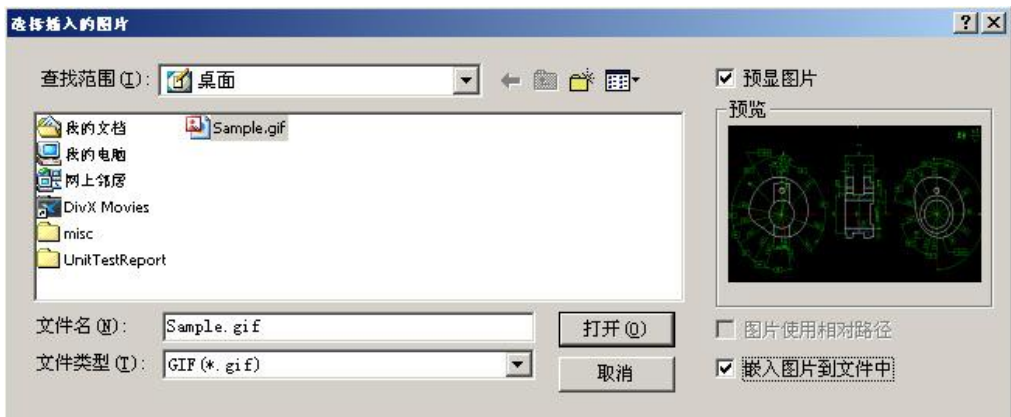 选择插入的图片
查找范围(I): 桌面
预显图片
预览
我的文档 Sample.gif
我的电脑
网上邻居
DivX Movies
misc
UnitTestReport
文件名(N): Sample.gif 打开(O)
图片使用相对路径
文件类型(T): GIF(*.gif) 取消
嵌入图片到文件中